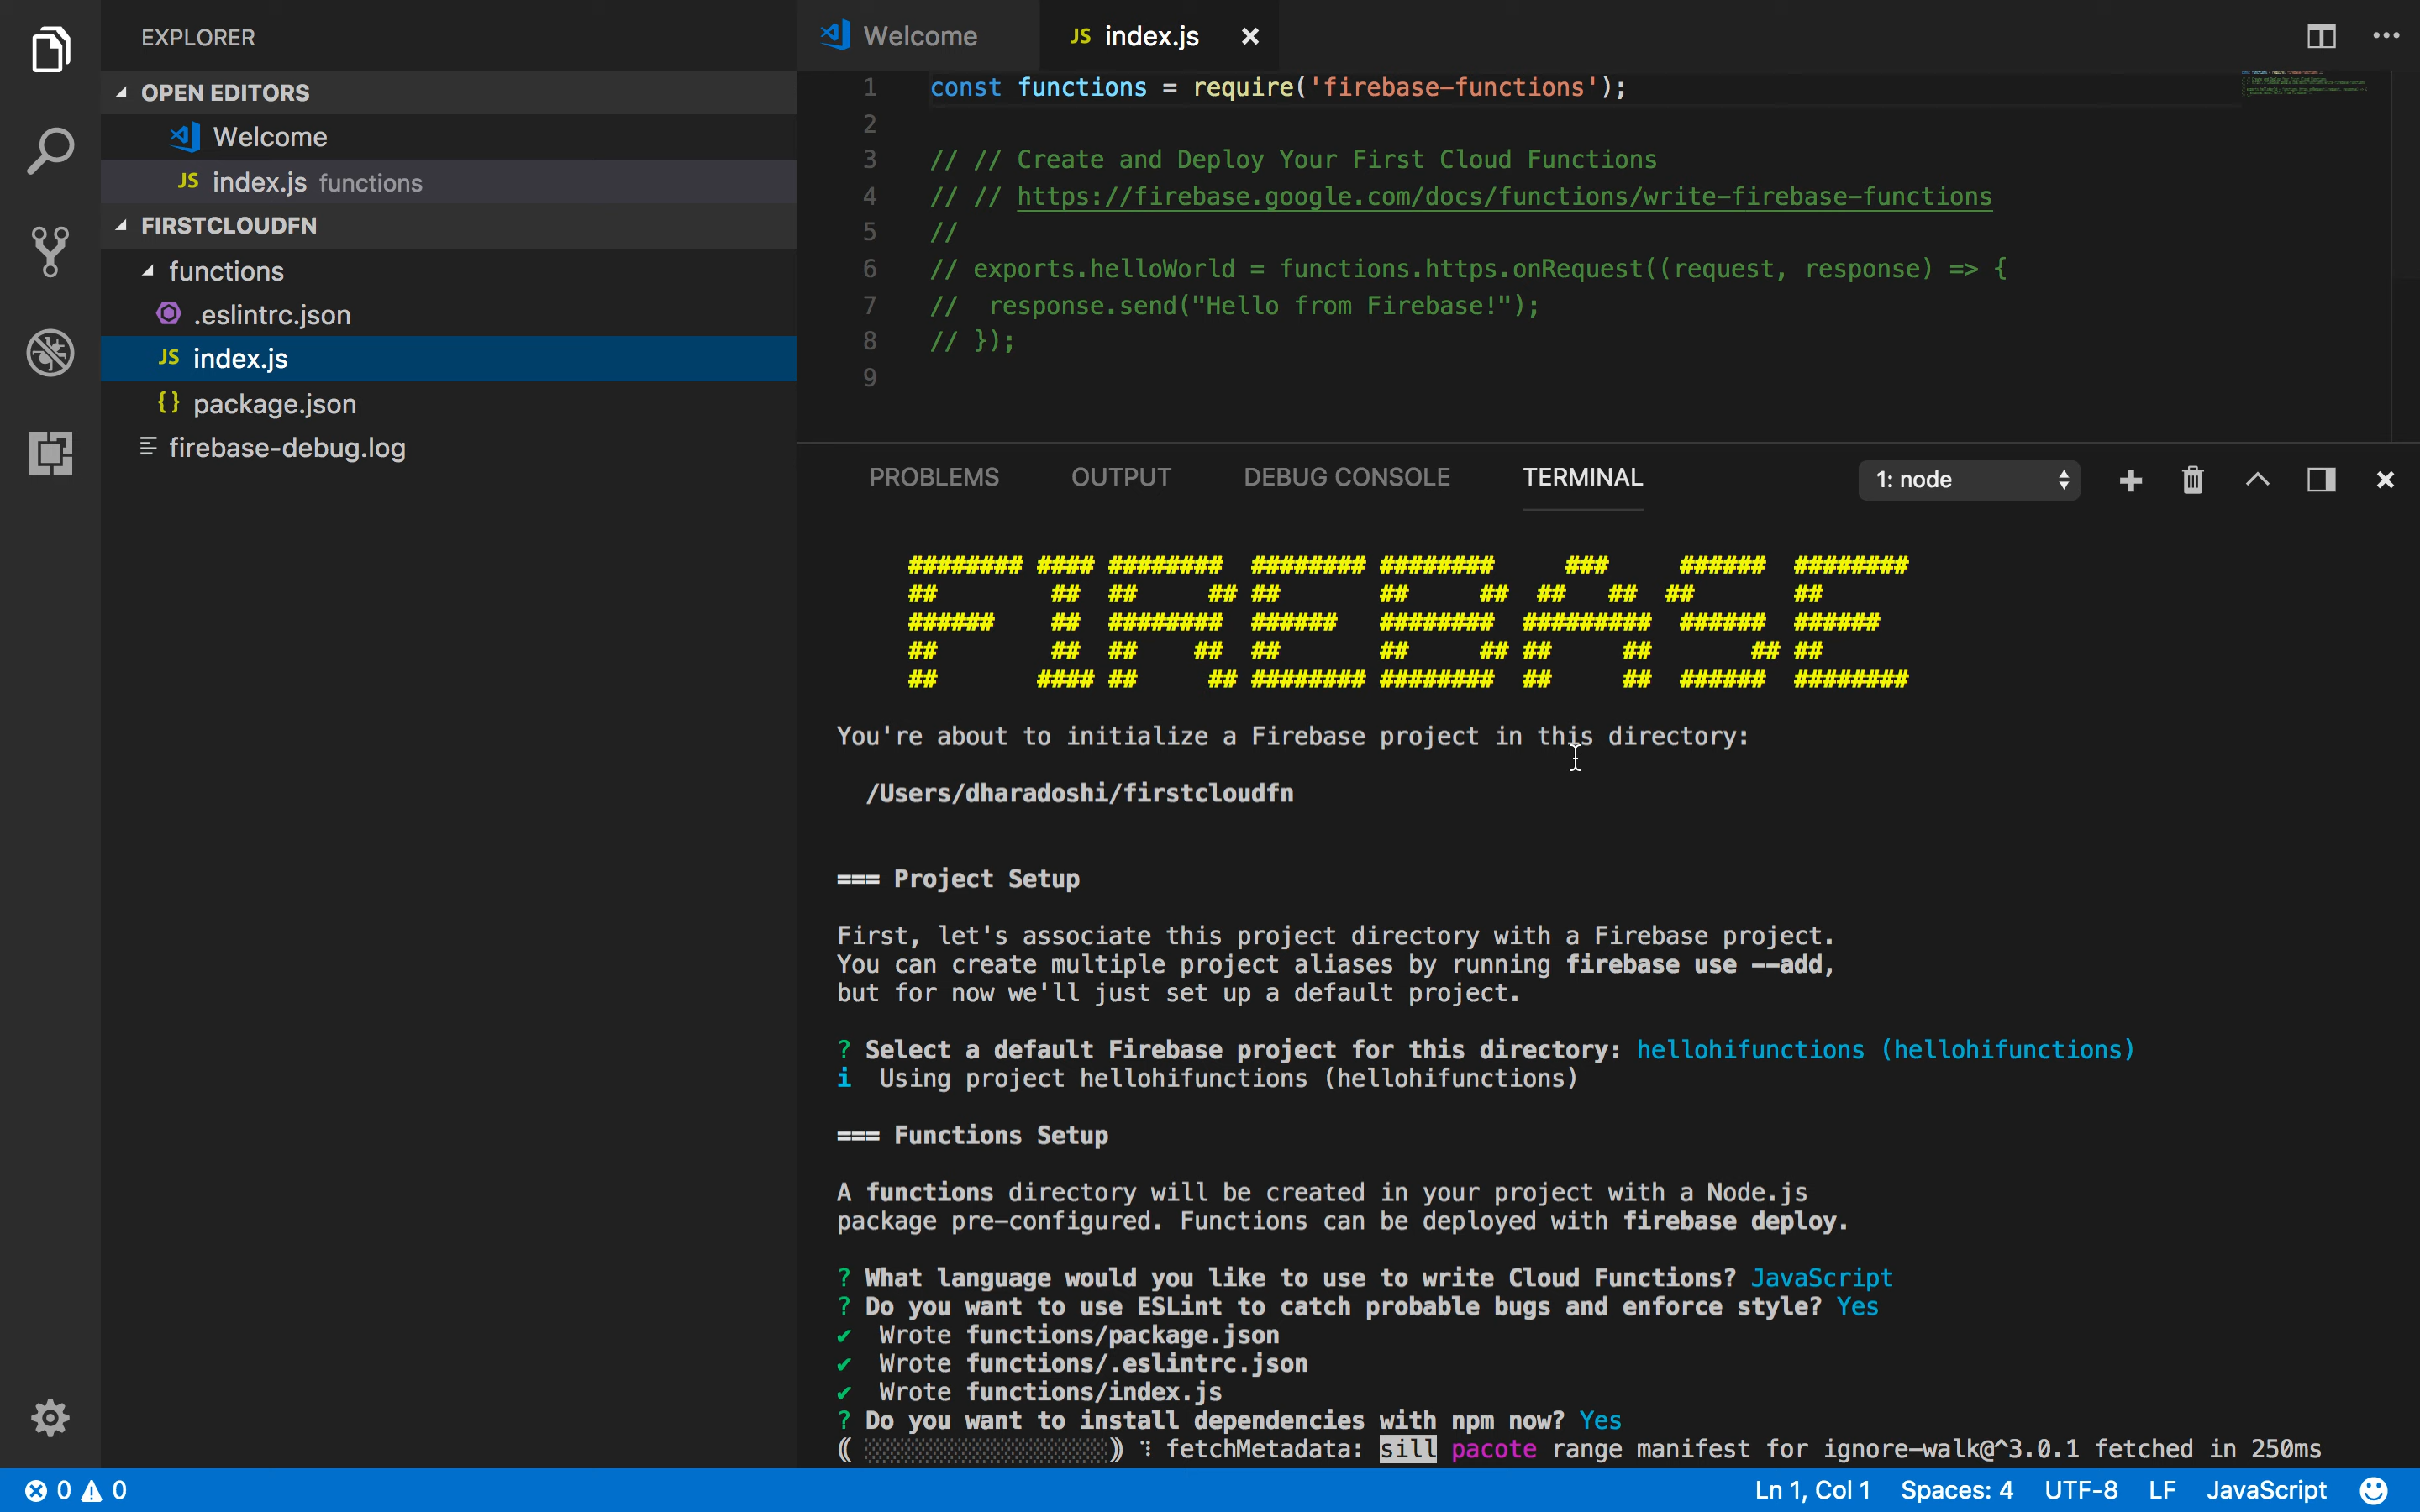 EXPLORER
OPEN EDITORS
Welcome
JS index.js functions
FIRSTCLOUDFN
functions
.eslintrc.json
JS index.js
{} package.json
firebase-debug.log
Welcome
JS index.js
1 const functions = require('firebase-functions');
2
3 // // Create and Deploy Your First Cloud Functions
4 // // https://firebase.google.com/docs/functions/write-firebase-functions
5 //
6 // exports.helloWorld = functions.https.onRequest((request, response) => {
7 //  response.send("Hello from Firebase!");
8 // });
9
PROBLEMS OUTPUT DEBUG CONSOLE TERMINAL 1: node
######## #### ########  ######## ########     ###     ######  ########
##        ##  ##     ## ##       ##     ##  ##   ##  ##       ##
######    ##  ########  ######   ########  #########  ######  ######
##        ##  ##    ##  ##       ##     ## ##     ##       ## ##
##       #### ##     ## ######## ########  ##     ##  ######  ########
You're about to initialize a Firebase project in this directory:
/Users/dharadoshi/firstcloudfn
=== Project Setup
First, let's associate this project directory with a Firebase project.
You can create multiple project aliases by running firebase use --add,
but for now we'll just set up a default project.
? Select a default Firebase project for this directory: hellohifunctions (hellohifunctions)
i  Using project hellohifunctions (hellohifunctions)
=== Functions Setup
A functions directory will be created in your project with a Node.js
package pre-configured. Functions can be deployed with firebase deploy.
? What language would you like to use to write Cloud Functions? JavaScript
? Do you want to use ESLint to catch probable bugs and enforce style? Yes
✔  Wrote functions/package.json
✔  Wrote functions/.eslintrc.json
✔  Wrote functions/index.js
? Do you want to install dependencies with npm now? Yes
⸨░░░░░░░░░░░░░░░░░░⸩ ⠹ fetchMetadata: sill pacote range manifest for ignore-walk@^3.0.1 fetched in 250ms
0 0 Ln 1, Col 1 Spaces: 4 UTF-8 LF JavaScript